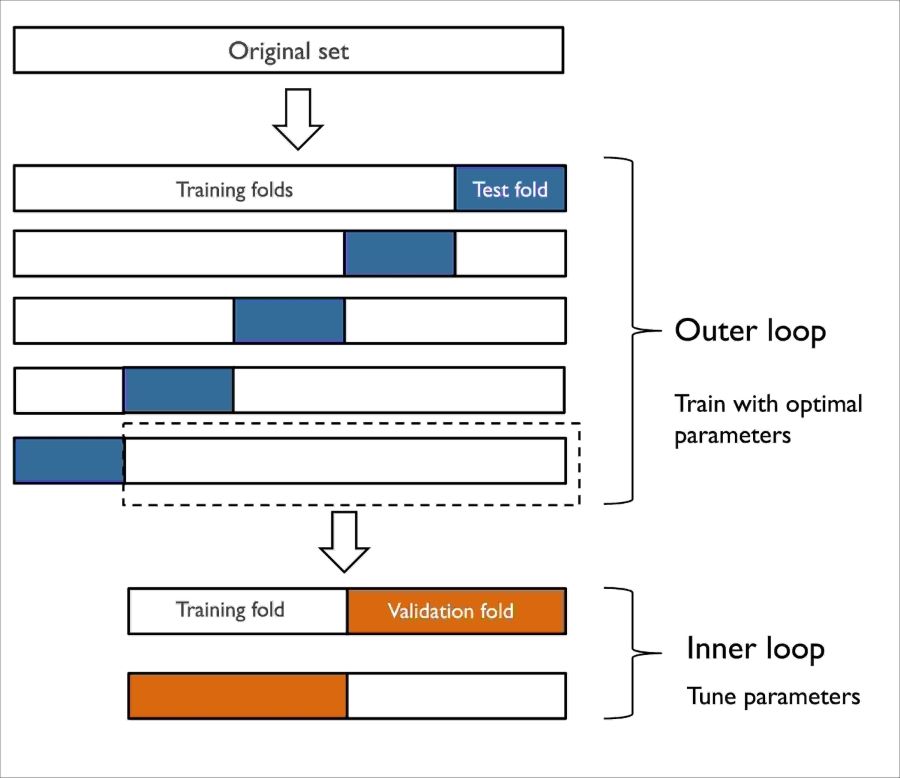 Original set
Training folds
Test fold
Outer loop
Train with optimal
parameters
Training fold
Validation fold
Inner loop
Tune parameters